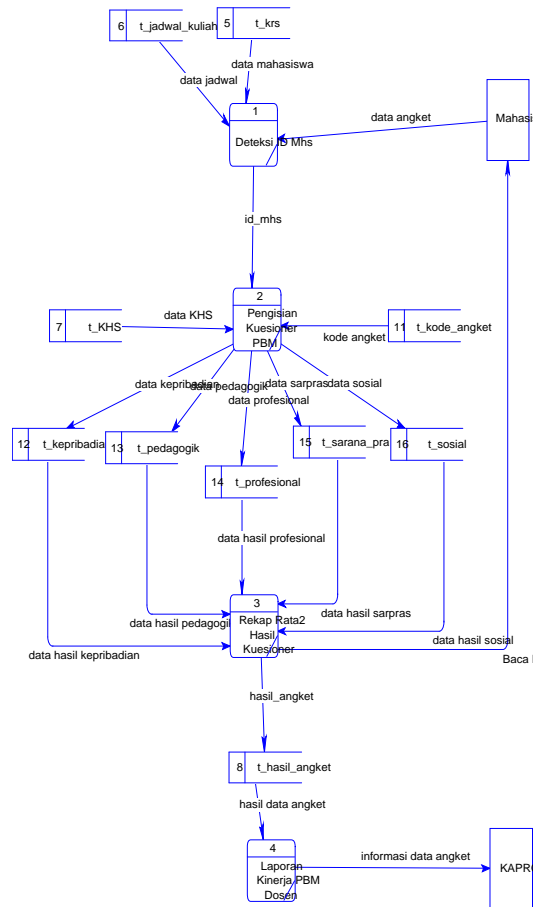 6 t_jadwal_kuliah
5 t_krs
data jadwal
data mahasiswa
1
Deteksi ID Mhs
data angket
Mahasi
id_mhs
2
Pengisian
Kuesioner
PBM
7 t_KHS
data KHS
11 t_kode_angket
kode angket
data kepribadian
data pedagogik
data profesional
data sarpras
data sosial
12 t_kepribadia
13 t_pedagogik
14 t_profesional
15 t_sarana_pra
16 t_sosial
data hasil profesional
3
Rekap Rata2
Hasil
Kuesioner
data hasil pedagogik
data hasil sarpras
data hasil kepribadian
data hasil sosial
Baca
hasil_angket
8 t_hasil_angket
hasil data angket
4
Laporan
Kinerja PBM
Dosen
informasi data angket
KAPR